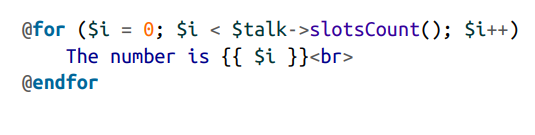 @for ($i = 0; $i < $talk->slotsCount(); $i++)
    The number is {{ $i }}<br>
@endfor